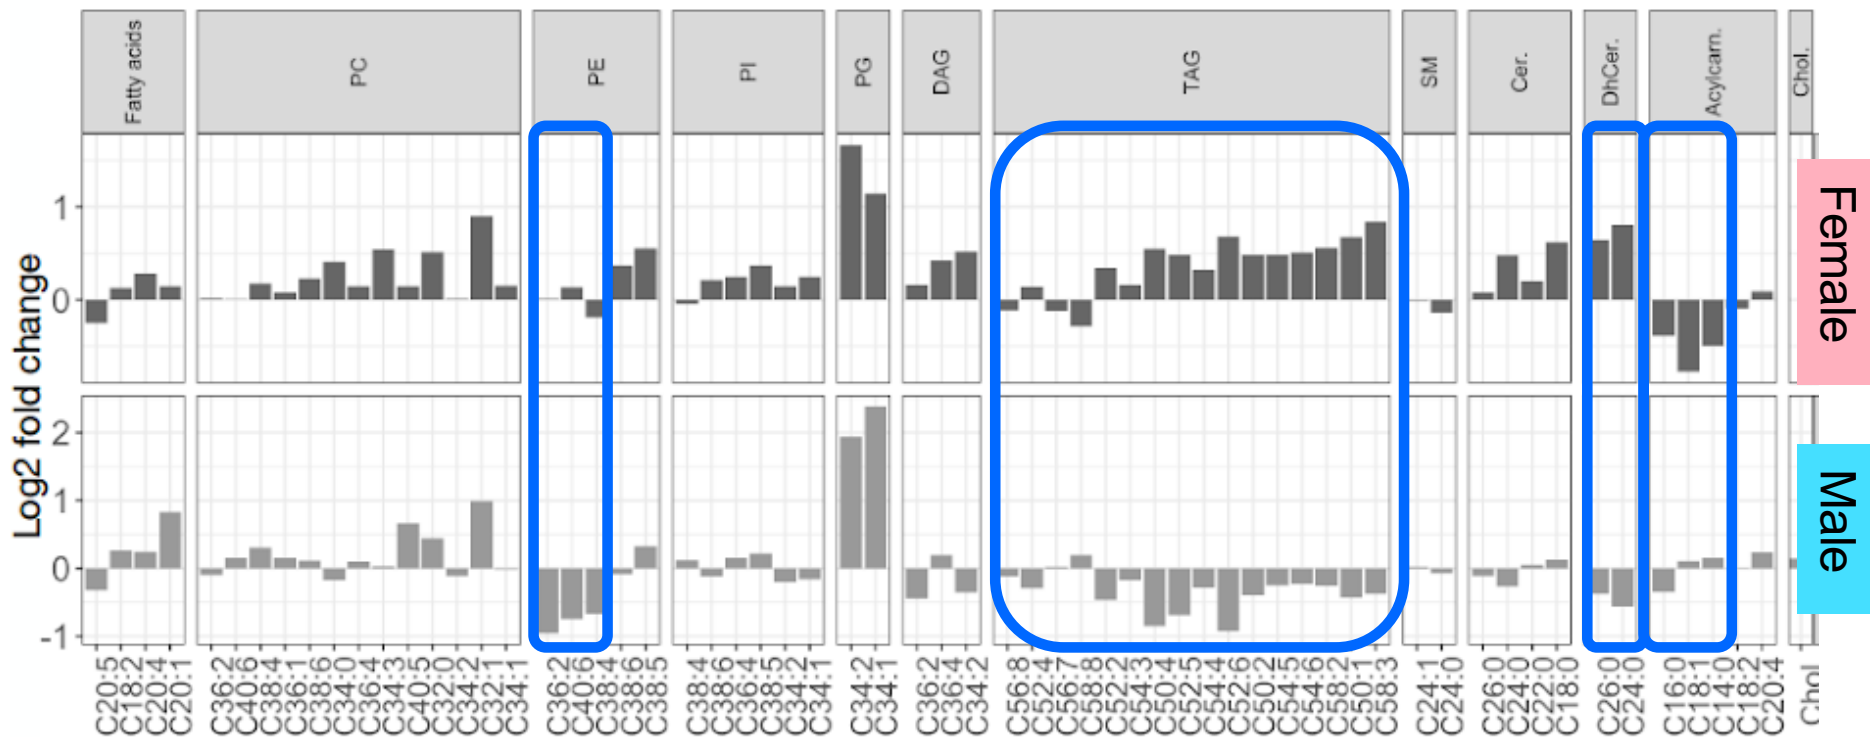 Fatty acids
PC
PE
PI
PG
DAG
TAG
SM
Cer.
DhCer.
Acylcarn.
Chol.
Log2 fold change
1
0
Female
2
1
0
-1
Male
C20:5
C18:2
C20:4
C20:1
C36:2
C40:6
C38:4
C36:1
C38:6
C34:0
C36:4
C34:3
C40:5
C32:0
C34:2
C32:1
C34:1
C36:2
C40:6
C38:4
C38:6
C38:5
C38:4
C38:6
C36:4
C38:5
C34:2
C34:1
C34:2
C34:1
C36:2
C36:4
C34:2
C56:8
C52:4
C56:7
C58:8
C52:2
C54:3
C50:4
C52:5
C54:4
C52:6
C50:2
C54:5
C54:6
C58:2
C50:1
C58:3
C24:1
C24:0
C26:0
C24:0
C22:0
C18:0
C26:0
C24:0
C16:0
C18:1
C14:0
C18:2
C20:4
Chol